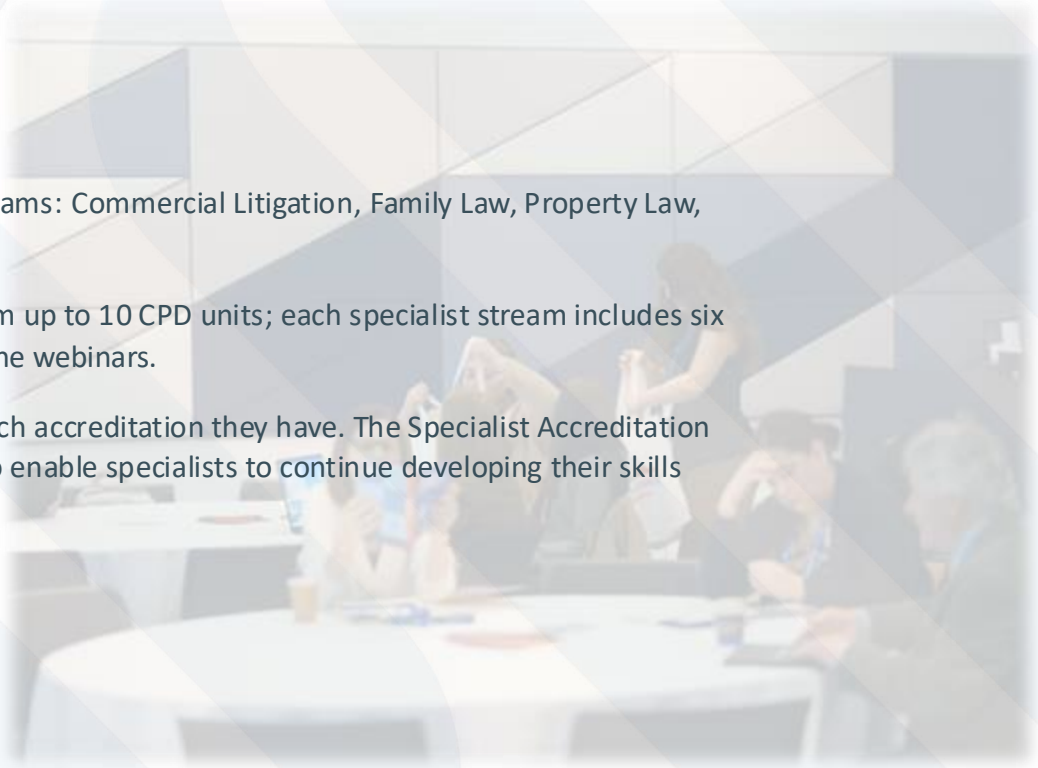 ams: Commercial Litigation, Family Law, Property Law,
m up to 10 CPD units; each specialist stream includes six
ne webinars.
ch accreditation they have. The Specialist Accreditation
enable specialists to continue developing their skills